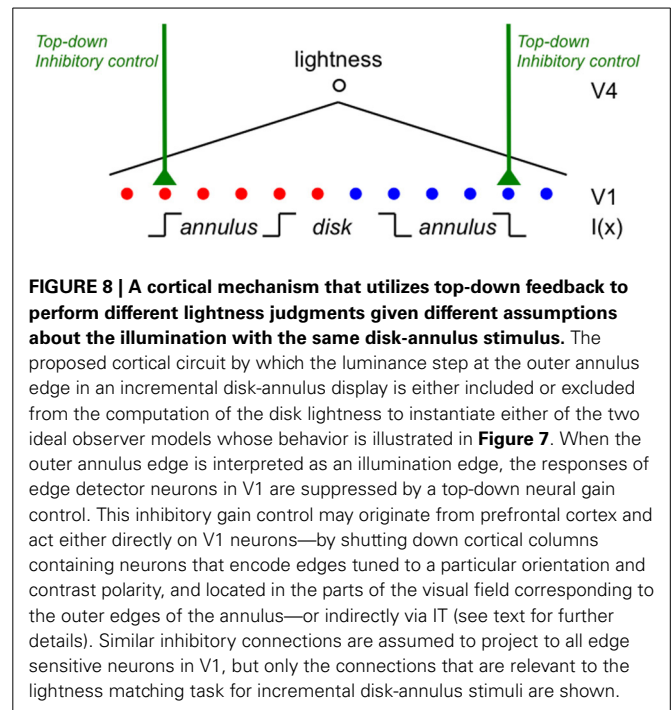 Top-down
Inhibitory control
lightness
Top-down
Inhibitory control
V4
V1
annulus disk annulus I(x)
FIGURE 8 | A cortical mechanism that utilizes top-down feedback to
perform different lightness judgments given different assumptions
about the illumination with the same disk-annulus stimulus. The
proposed cortical circuit by which the luminance step at the outer annulus
edge in an incremental disk-annulus display is either included or excluded
from the computation of the disk lightness to instantiate either of the two
ideal observer models whose behavior is illustrated in Figure 7. When the
outer annulus edge is interpreted as an illumination edge, the responses of
edge detector neurons in V1 are suppressed by a top-down neural gain
control. This inhibitory gain control may originate from prefrontal cortex and
act either directly on V1 neurons—by shutting down cortical columns
containing neurons that encode edges tuned to a particular orientation and
contrast polarity, and located in the parts of the visual field corresponding to
the outer edges of the annulus—or indirectly via IT (see text for further
details). Similar inhibitory connections are assumed to project to all edge
sensitive neurons in V1, but only the connections that are relevant to the
lightness matching task for incremental disk-annulus stimuli are shown.